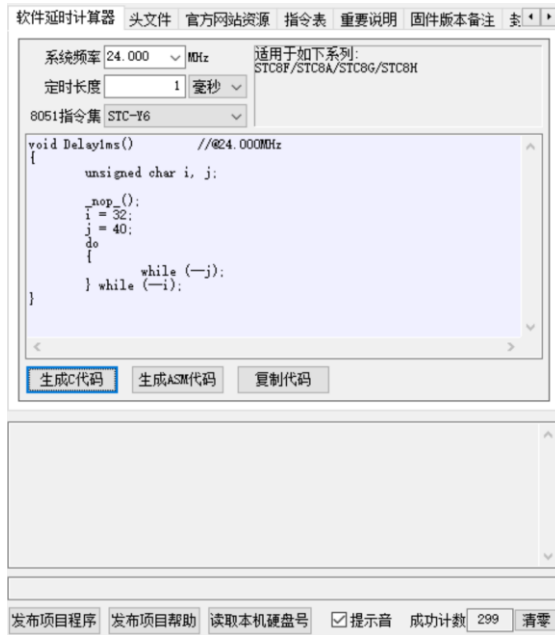 软件延时计算器 头文件 官方网站资源 指令表 重要说明 固件版本备注
系统频率 24.000 MHz
适用于如下系列:
STC8F/STC8A/STC8G/STC8H
定时长度 1 毫秒
8051指令集 STC-Y6
void Delay1ms()		//@24.000MHz
{
	unsigned char i, j;
	_nop_();
	i = 32;
	j = 40;
	do
	{
		while (--j);
	} while (--i);
}
生成C代码 生成ASM代码 复制代码
发布项目程序 发布项目帮助 读取本机硬盘号 提示音 成功计数 299 清零